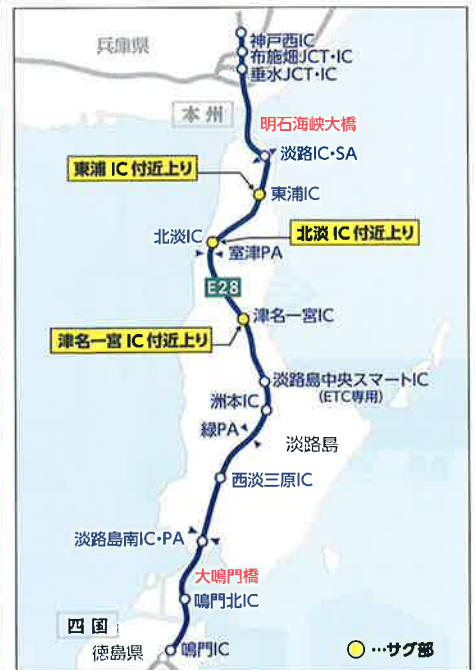 兵庫県
神戸西IC
布施畑JCT・IC
垂水JCT・IC
本州
明石海峡大橋
淡路IC・SA
東浦 IC 付近上り
東浦IC
北淡IC
北淡 IC 付近上り
室津PA
E28
津名一宮IC
津名一宮 IC 付近上り
淡路島中央スマートIC
(ETC専用)
洲本IC
緑PA
淡路島
西淡三原IC
淡路島南IC・PA
大鳴門橋
鳴門北IC
四国
徳島県
鳴門IC
…サグ部